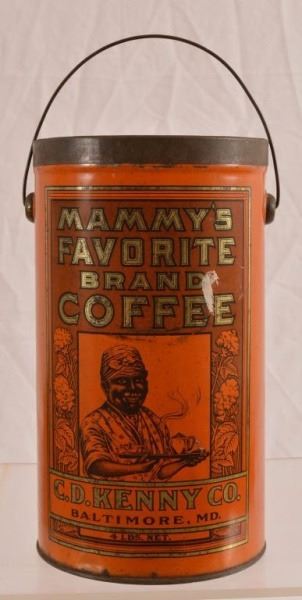 MAMMY'S
FAVORITE
BRAND
COFFEE
C.D. KENNY CO.
BALTIMORE, MD.
4 LBS. NET.